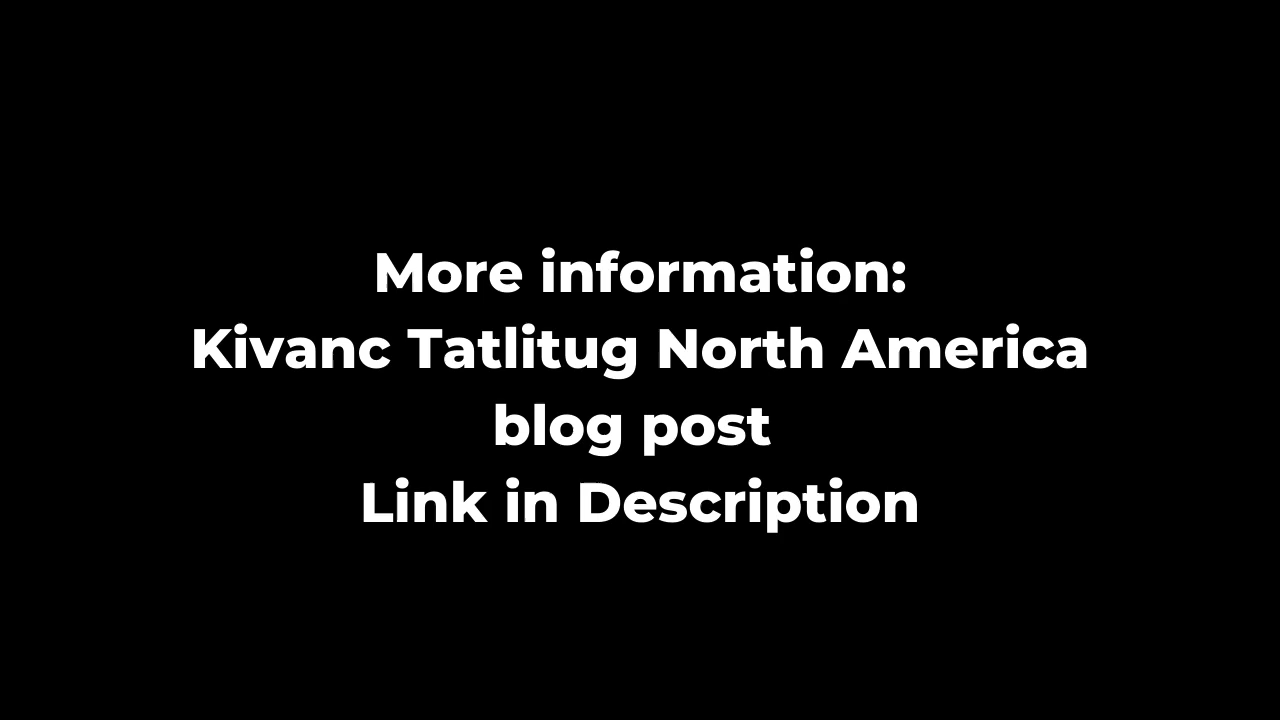 More information:
Kivanc Tatlitug North America
blog post
Link in Description